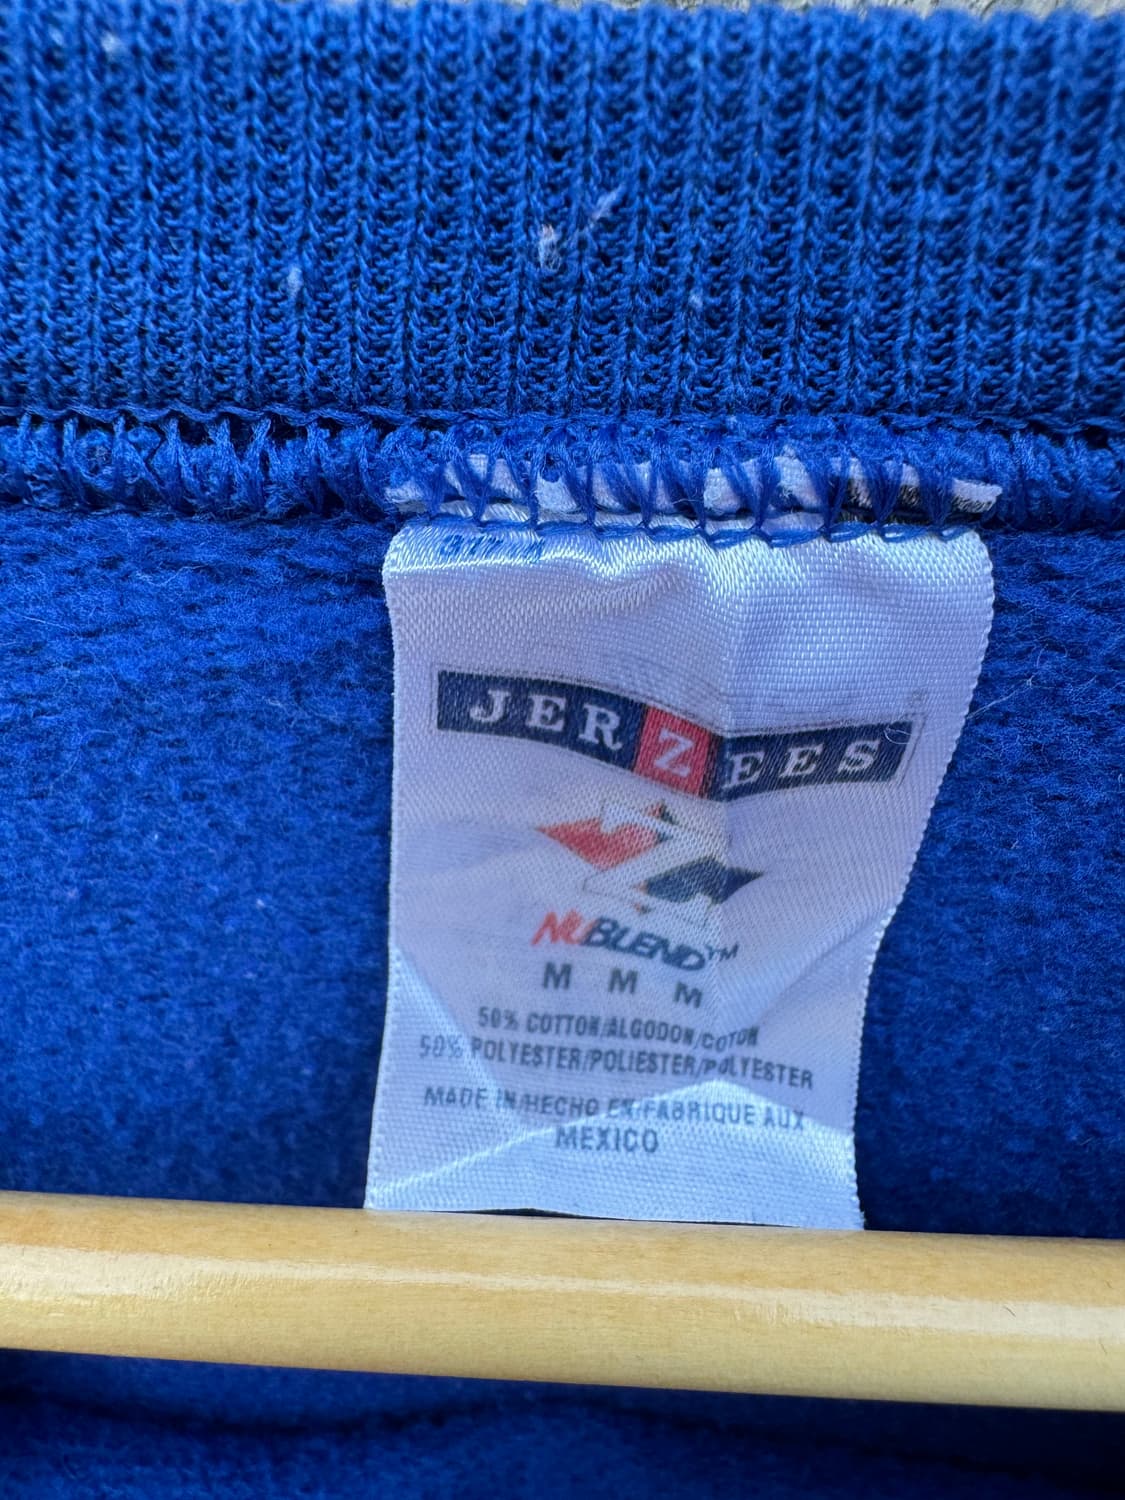 JERZEES
NUBLEND™
M M M
50% COTTON/ALGODON/COTON
50% POLYESTER/POLIESTER/POLYESTER
MADE IN/HECHO EN/FABRIQUE AUX
MEXICO